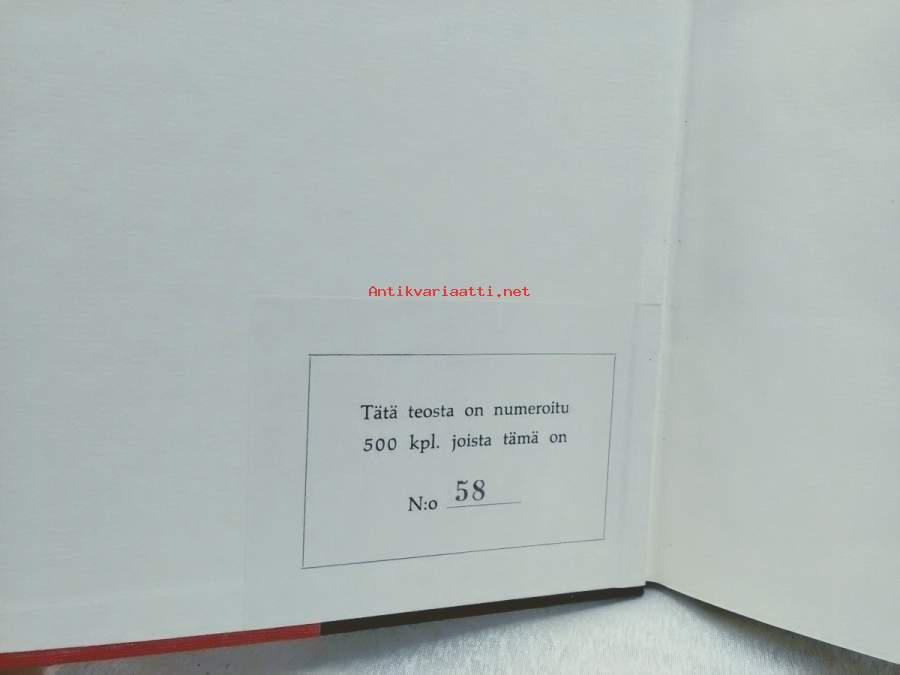 Antikvariaatti.net
Tätä teosta on numeroitu
500 kpl. joista tämä on
N:o 58